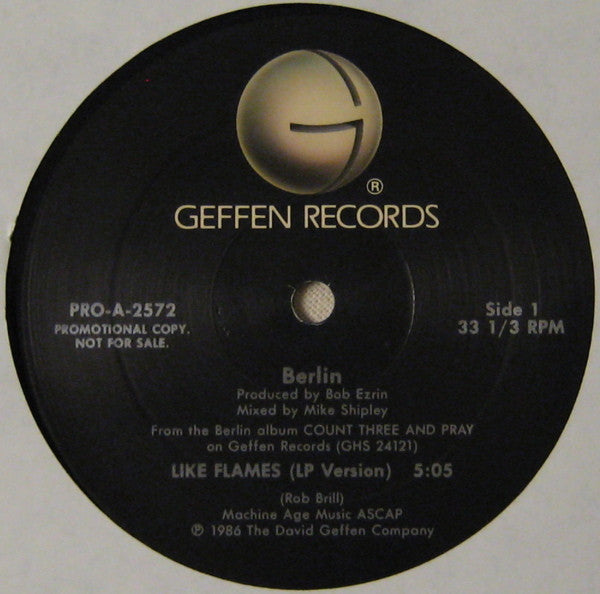 G
®
GEFFEN RECORDS
PRO-A-2572
PROMOTIONAL COPY.
NOT FOR SALE.
Side 1
33 1/3 RPM
Berlin
Produced by Bob Ezrin
Mixed by Mike Shipley
From the Berlin album COUNT THREE AND PRAY
on Geffen Records (GHS 24121)
LIKE FLAMES (LP Version) 5:05
(Rob Brill)
Machine Age Music ASCAP
℗ 1986 The David Geffen Company